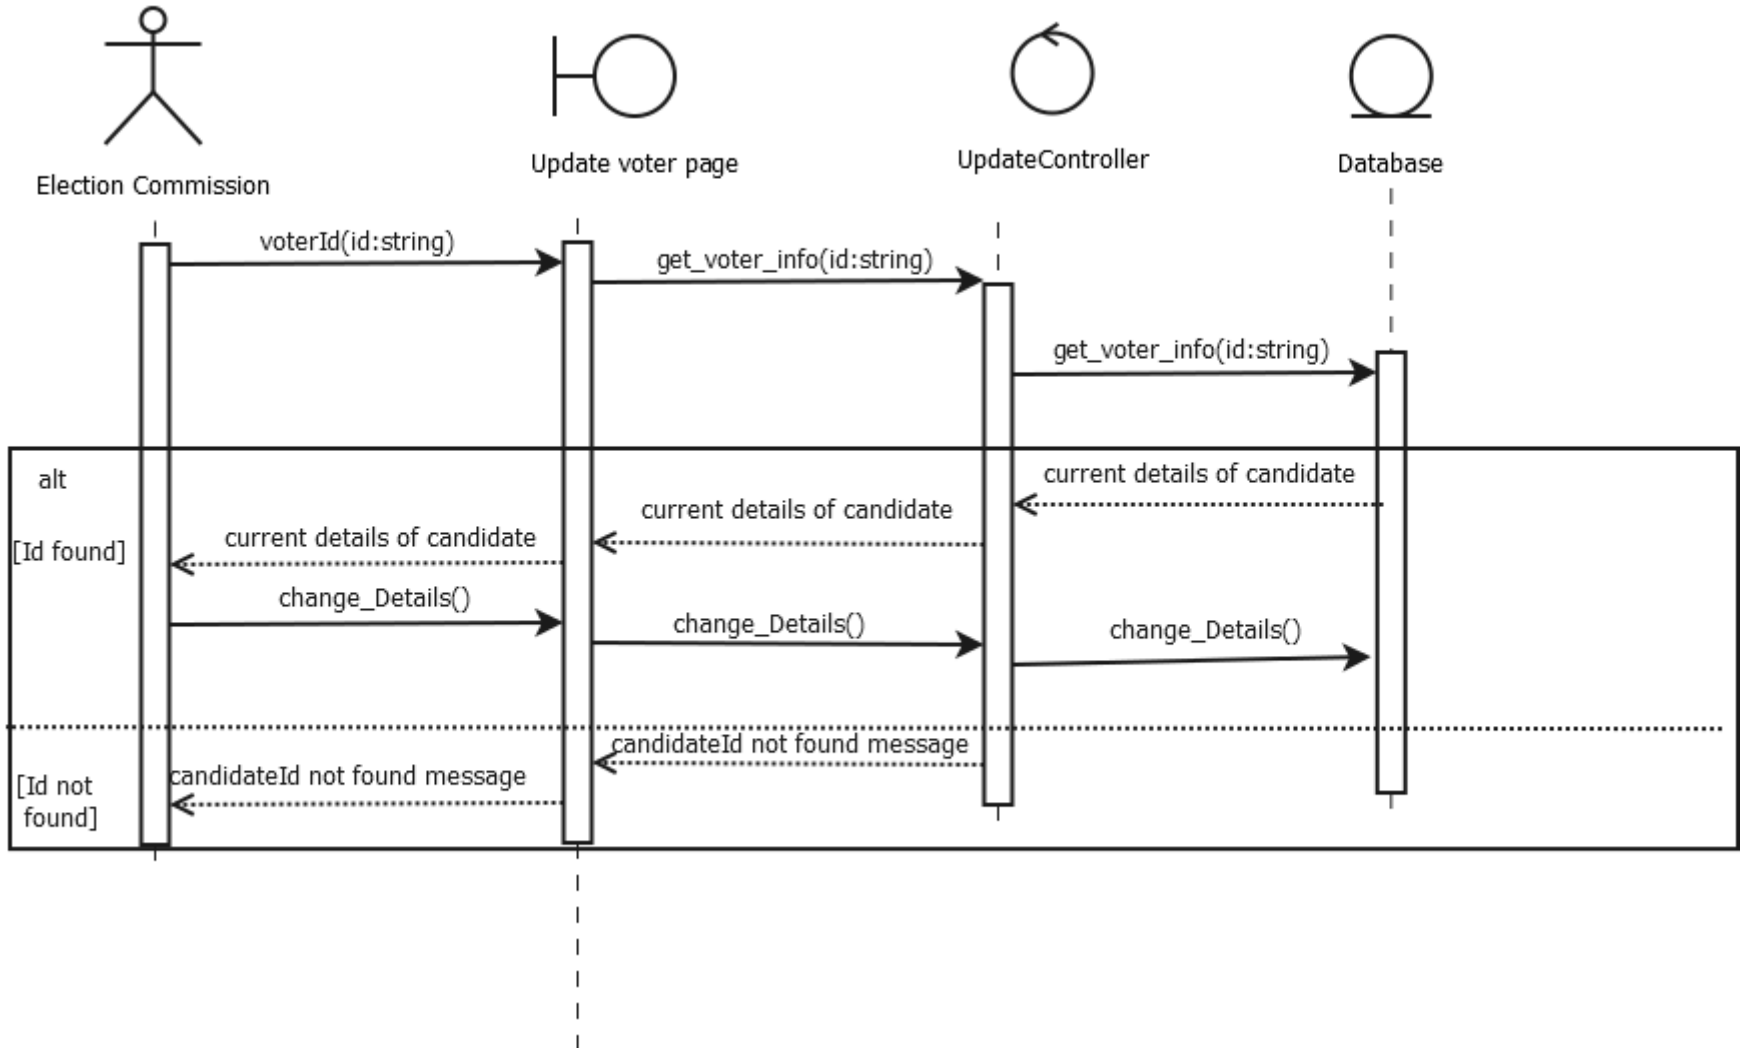 Election Commission
Update voter page
UpdateController
Database
voterId(id:string)
get_voter_info(id:string)
get_voter_info(id:string)
alt
current details of candidate
current details of candidate
current details of candidate
[Id found]
change_Details()
change_Details()
change_Details()
candidateId not found message
candidateId not found message
[Id not
found]